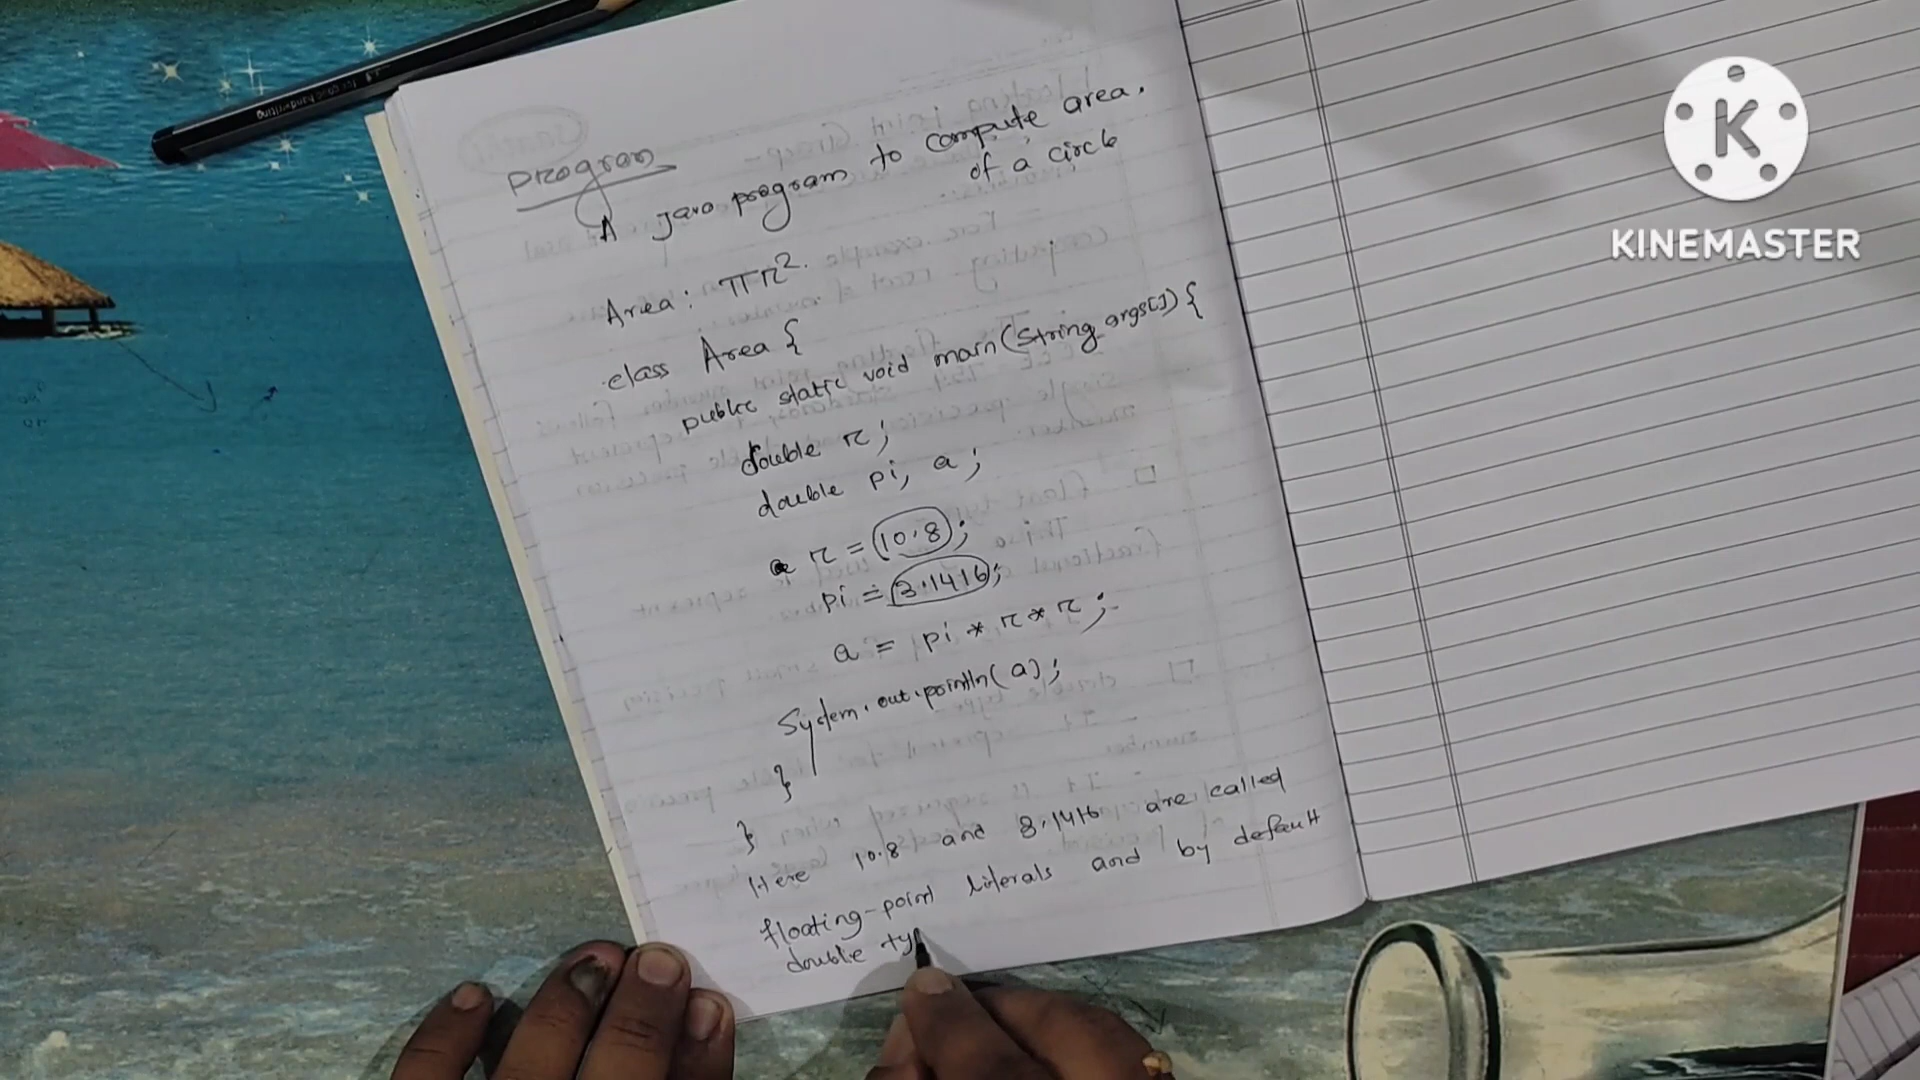 Program
A java program to compute area.
of a circle
Area : πr².
class Area {
public static void main(String args[]) {
double r;
double pi, a;
r = 10.8;
pi = 3.1416;
a = pi * r * r;
System.out.println(a);
}
}
Here 10.8 and 3.1416 are called
floating-point literals and by default
double typ
K
KINEMASTER